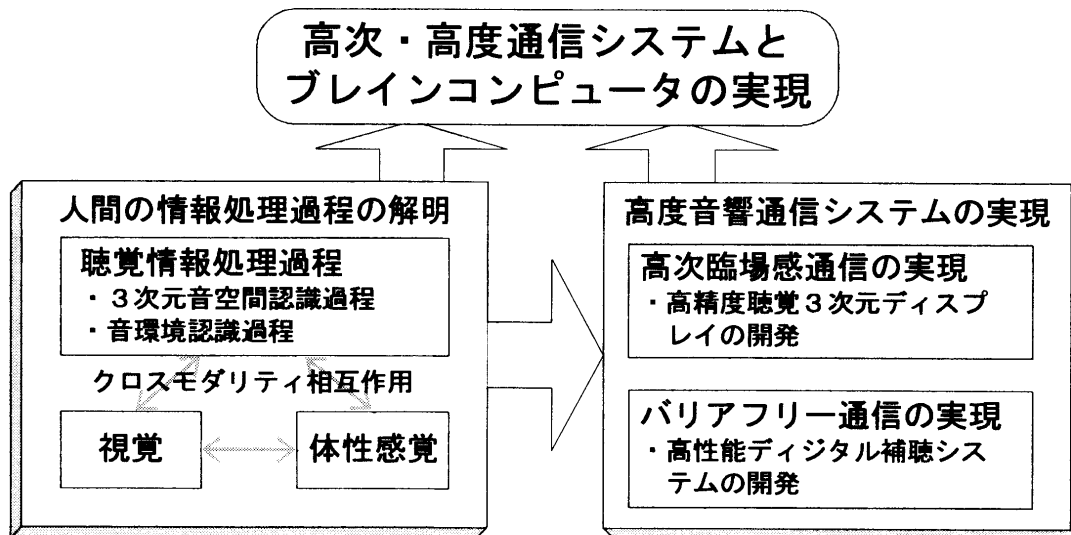 高次・高度通信システムと
ブレインコンピュータの実現
人間の情報処理過程の解明
聴覚情報処理過程
・３次元音空間認識過程
・音環境認識過程
クロスモダリティ相互作用
視覚
体性感覚
高度音響通信システムの実現
高次臨場感通信の実現
・高精度聴覚３次元ディスプ
レイの開発
バリアフリー通信の実現
・高性能ディジタル補聴シス
テムの開発